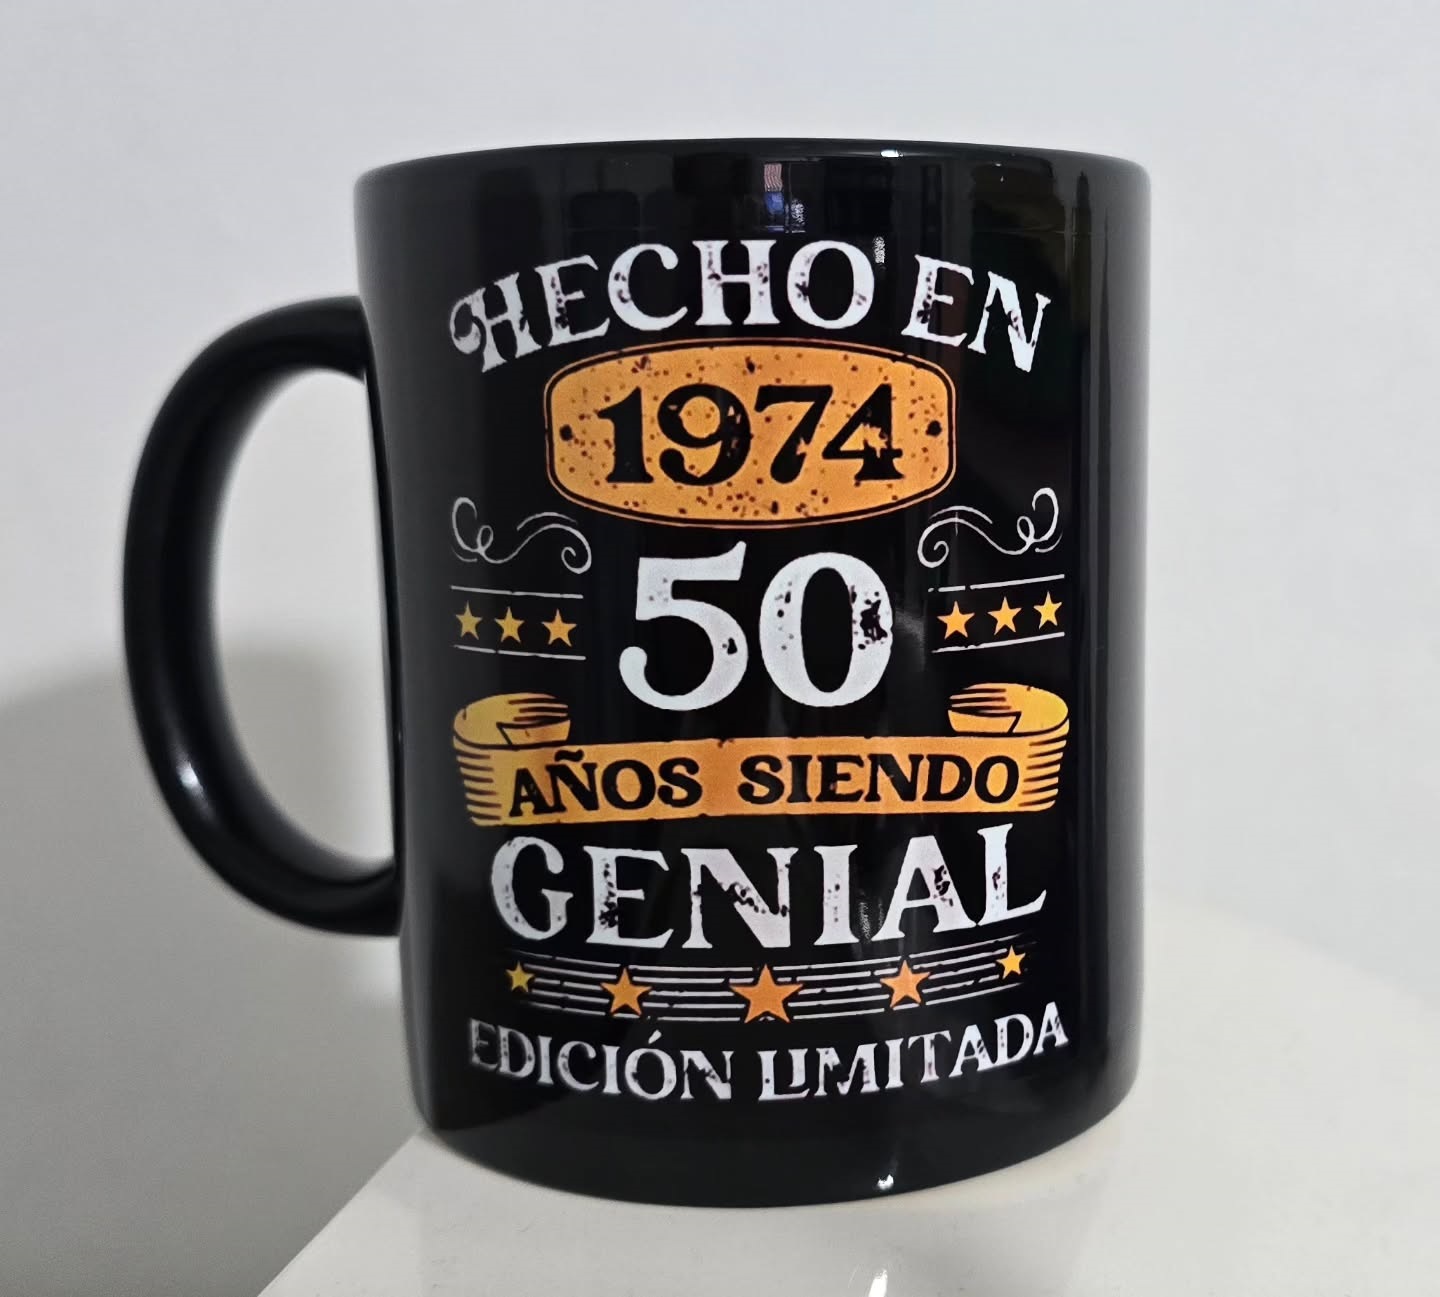 HECHO EN
1974
50
AÑOS SIENDO
GENIAL
EDICIÓN LIMITADA